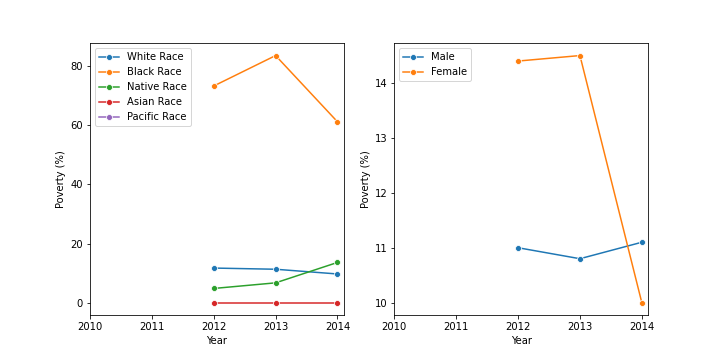 White Race
Black Race
Native Race
Asian Race
Pacific Race
80
60
40
20
0
Poverty (%)
2010 2011 2012 2013 2014
Year
Male
Female
14
13
12
11
10
Poverty (%)
2010 2011 2012 2013 2014
Year